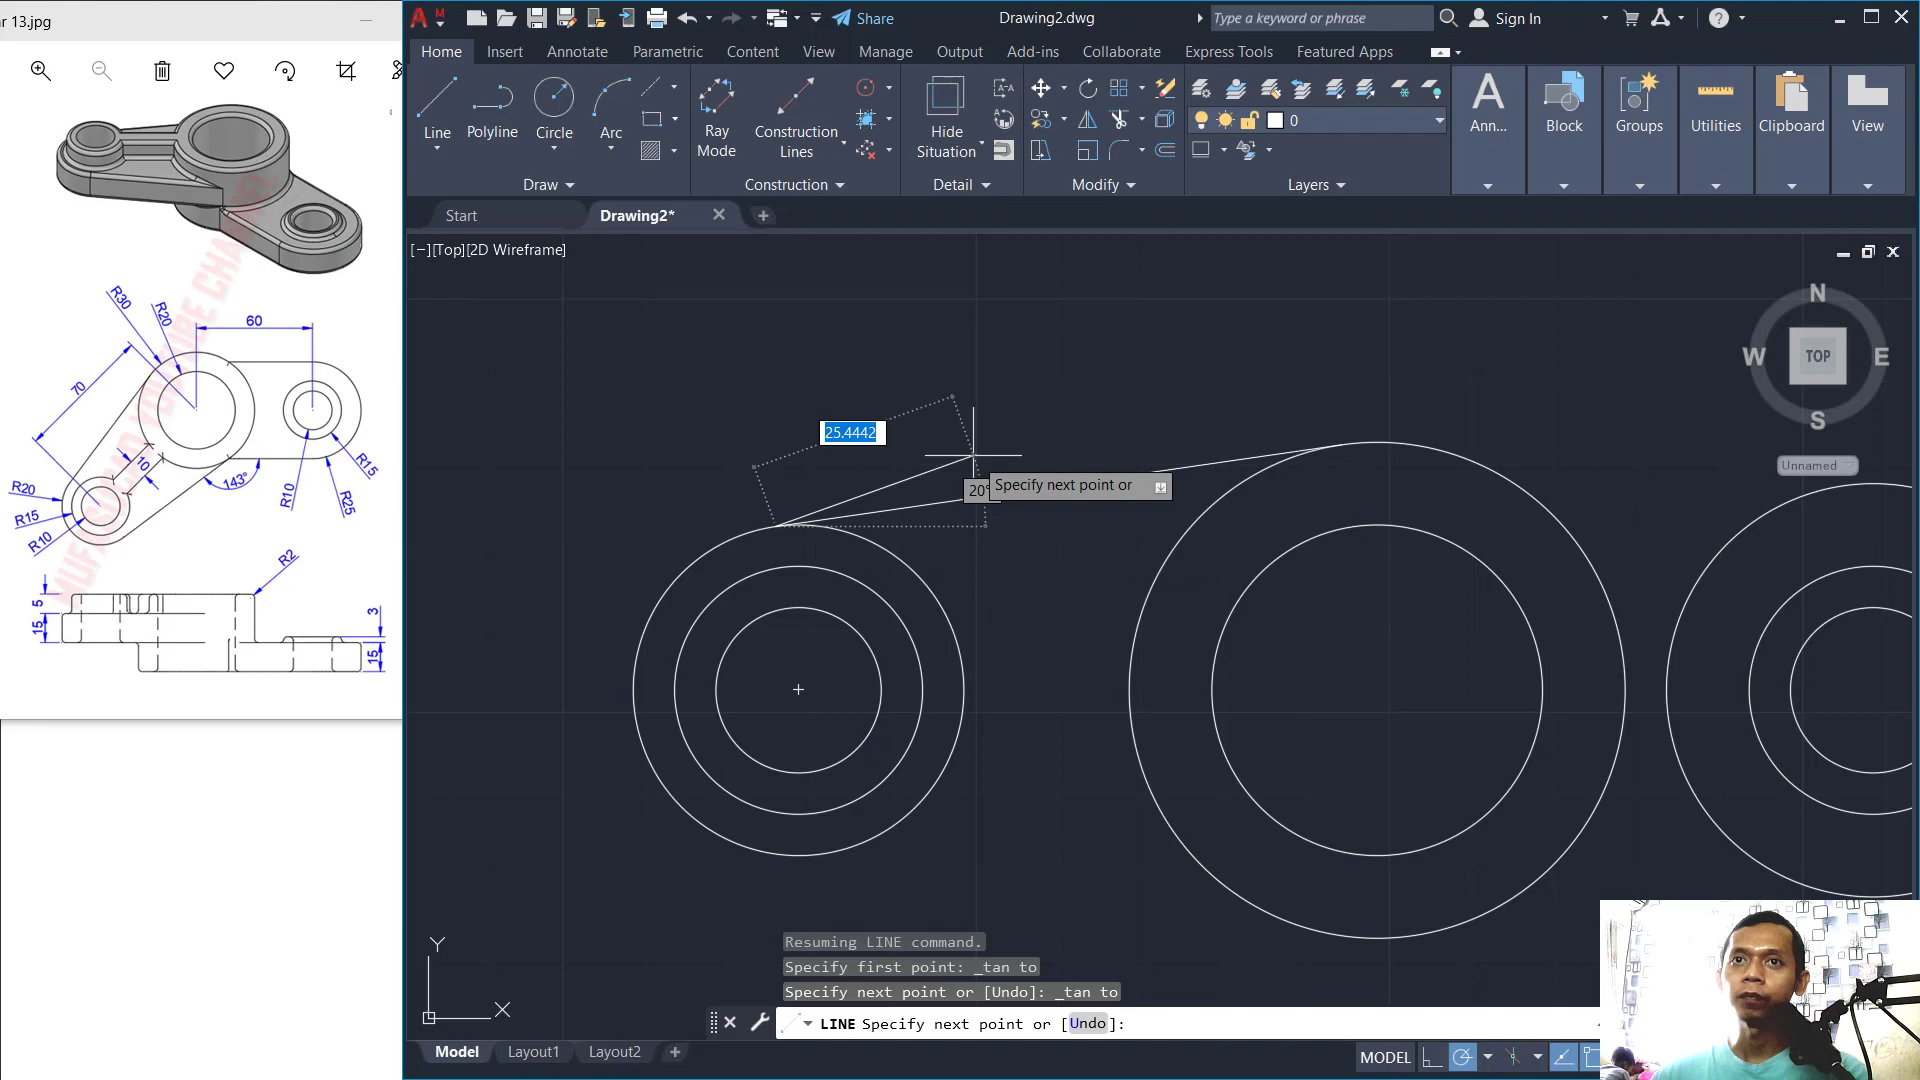 ar 13.jpg
R30
R20
60
70
10
143°
R20
R15
R10
R10
R15
R25
MUFASUCAD YOUTUBE CHANNEL
R2
5
15
3
15
Share
Drawing2.dwg
Type a keyword or phrase
Sign In
Home
Insert
Annotate
Parametric
Content
View
Manage
Output
Add-ins
Collaborate
Express Tools
Featured Apps
Line
Polyline
Circle
Arc
Draw
Ray
Mode
Construction
Lines
Construction
Hide
Situation
Detail
Modify
0
Layers
Ann...
Block
Groups
Utilities
Clipboard
View
Start
Drawing2*
[−][Top][2D Wireframe]
N
W
TOP
E
S
Unnamed
25.4442
20°
Specify next point or
Y
X
Resuming LINE command.
Specify first point: _tan to
Specify next point or [Undo]: _tan to
LINE Specify next point or [Undo]:
Model
Layout1
Layout2
MODEL